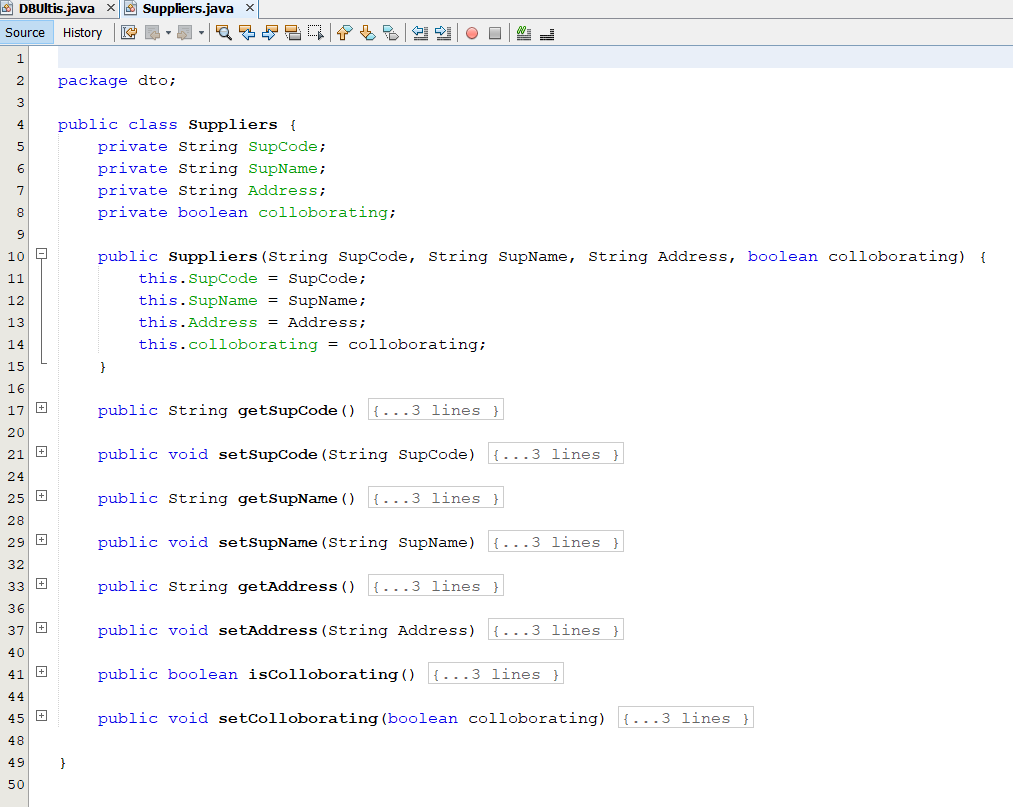 DBUltis.java × Suppliers.java ×
Source History
1
2 package dto;
3
4 public class Suppliers {
5 private String SupCode;
6 private String SupName;
7 private String Address;
8 private boolean colloborating;
9
10 public Suppliers(String SupCode, String SupName, String Address, boolean colloborating) {
11 this.SupCode = SupCode;
12 this.SupName = SupName;
13 this.Address = Address;
14 this.colloborating = colloborating;
15 }
16
17 public String getSupCode() {...3 lines }
20
21 public void setSupCode(String SupCode) {...3 lines }
24
25 public String getSupName() {...3 lines }
28
29 public void setSupName(String SupName) {...3 lines }
32
33 public String getAddress() {...3 lines }
36
37 public void setAddress(String Address) {...3 lines }
40
41 public boolean isColloborating() {...3 lines }
44
45 public void setColloborating(boolean colloborating) {...3 lines }
48
49 }
50